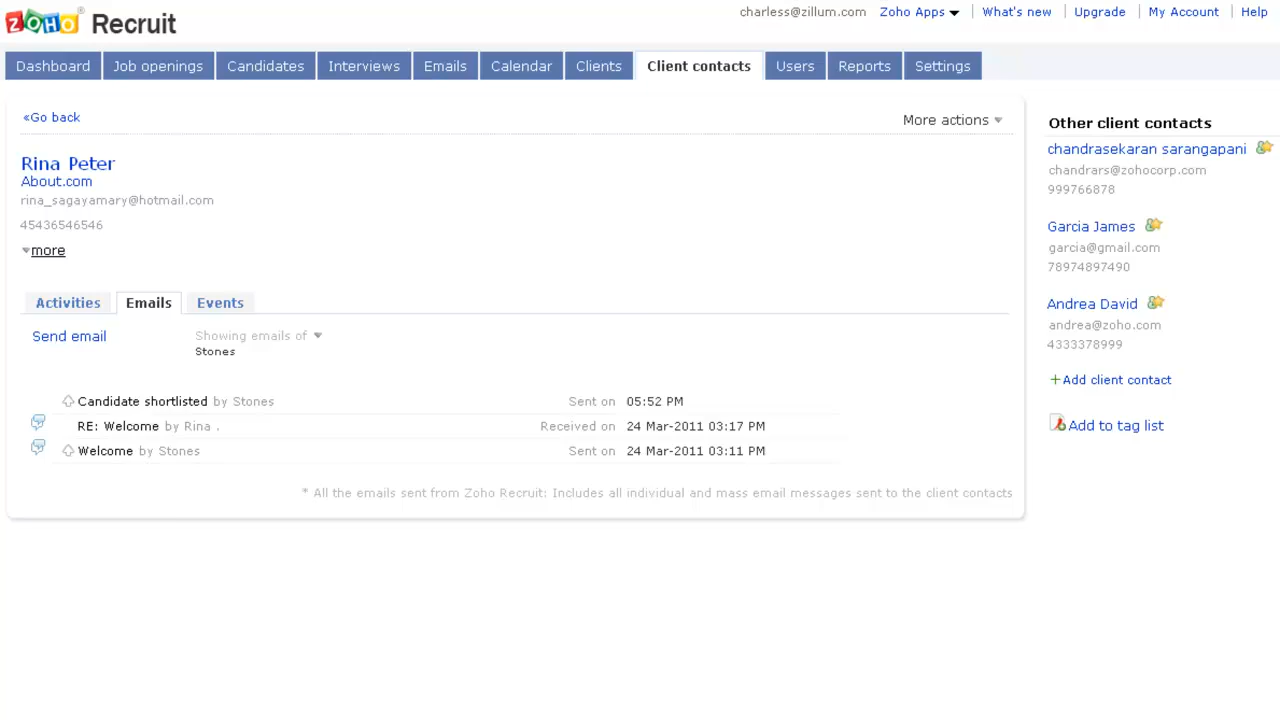 ZOHO® Recruit
charless@zillum.com Zoho Apps What's new Upgrade My Account Help
Dashboard Job openings Candidates Interviews Emails Calendar Clients Client contacts Users Reports Settings
«Go back
More actions
Rina Peter
About.com
rina_sagayamary@hotmail.com
45436546546
more
Activities Emails Events
Send email
Showing emails of
Stones
Candidate shortlisted by Stones Sent on 05:52 PM
RE: Welcome by Rina . Received on 24 Mar-2011 03:17 PM
Welcome by Stones Sent on 24 Mar-2011 03:11 PM
* All the emails sent from Zoho Recruit: Includes all individual and mass email messages sent to the client contacts
Other client contacts
chandrasekaran sarangapani
chandrars@zohocorp.com
999766878
Garcia James
garcia@gmail.com
78974897490
Andrea David
andrea@zoho.com
4333378999
+Add client contact
Add to tag list